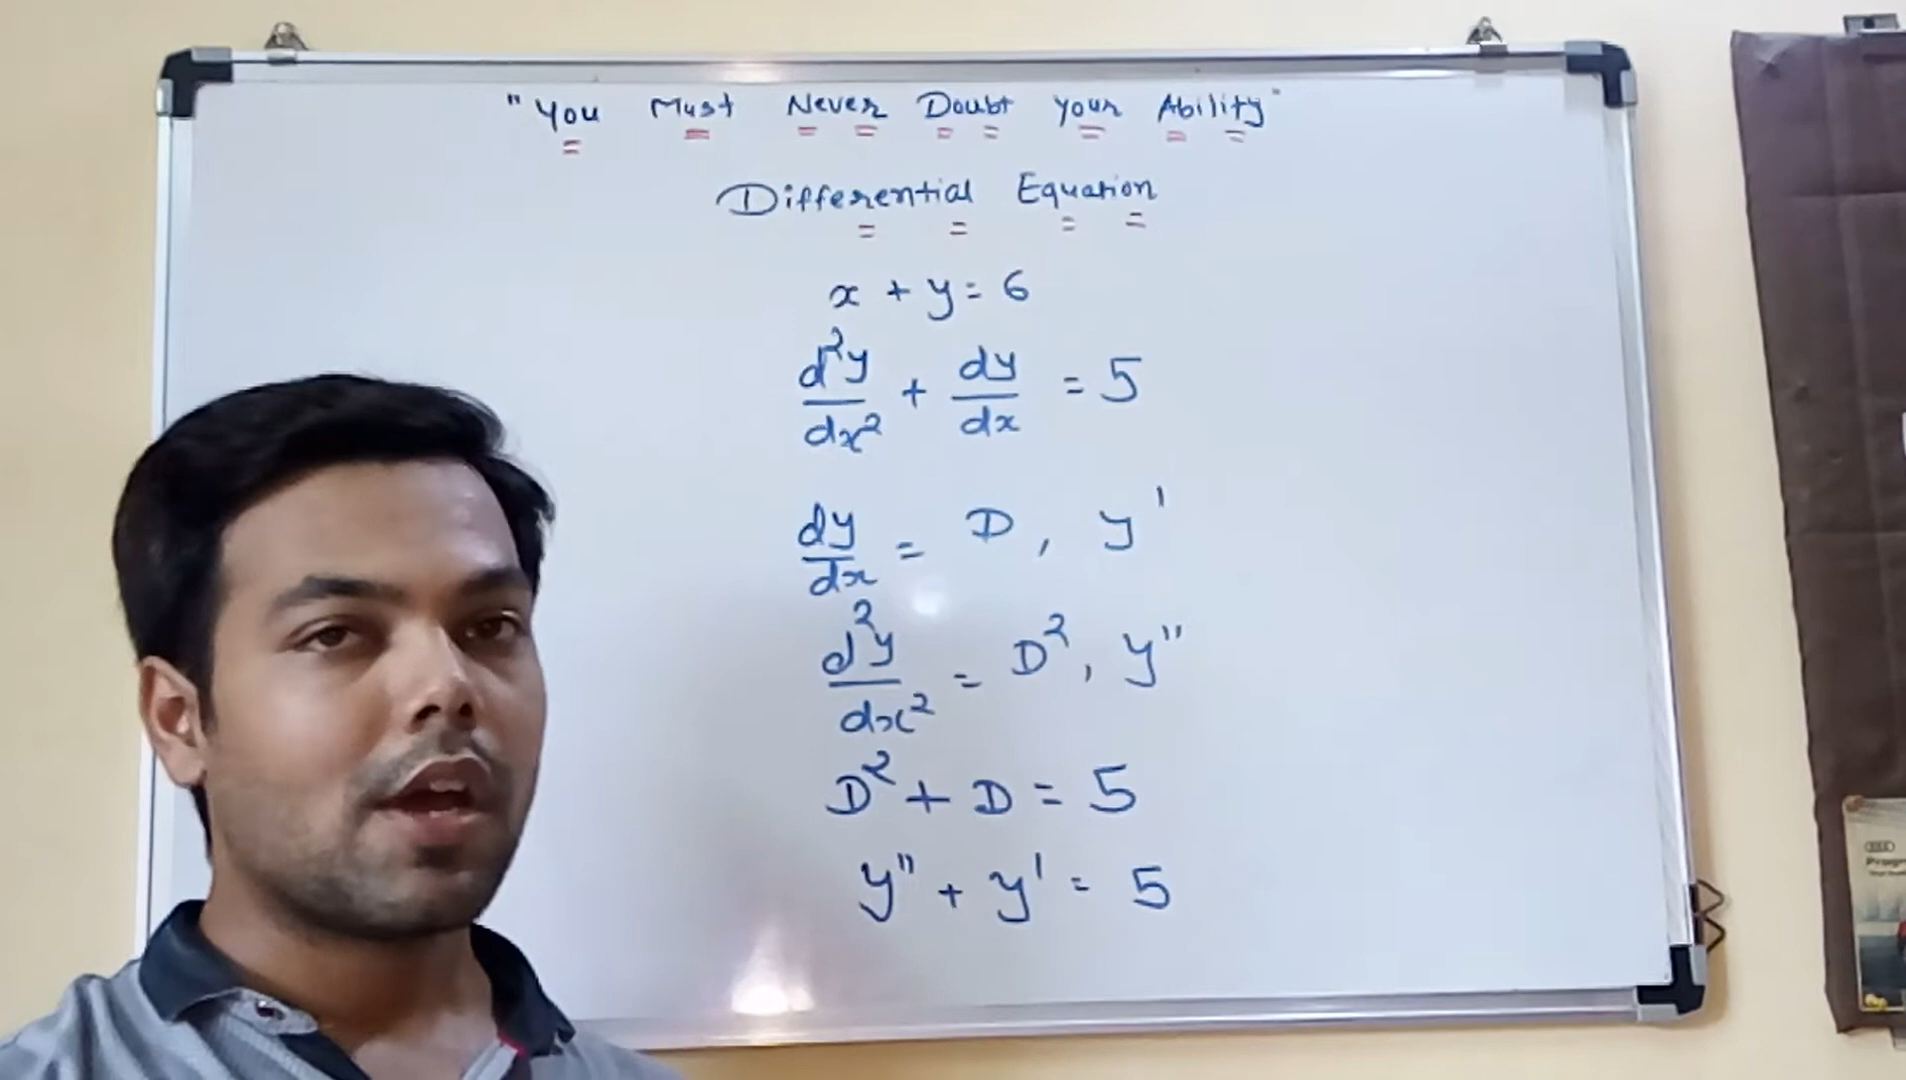 "You Must Never Doubt Your Ability"
Differential Equation
x + y = 6
d²y/dx² + dy/dx = 5
dy/dx = D, y'
d²y/dx² = D², y"
D² + D = 5
y" + y' = 5